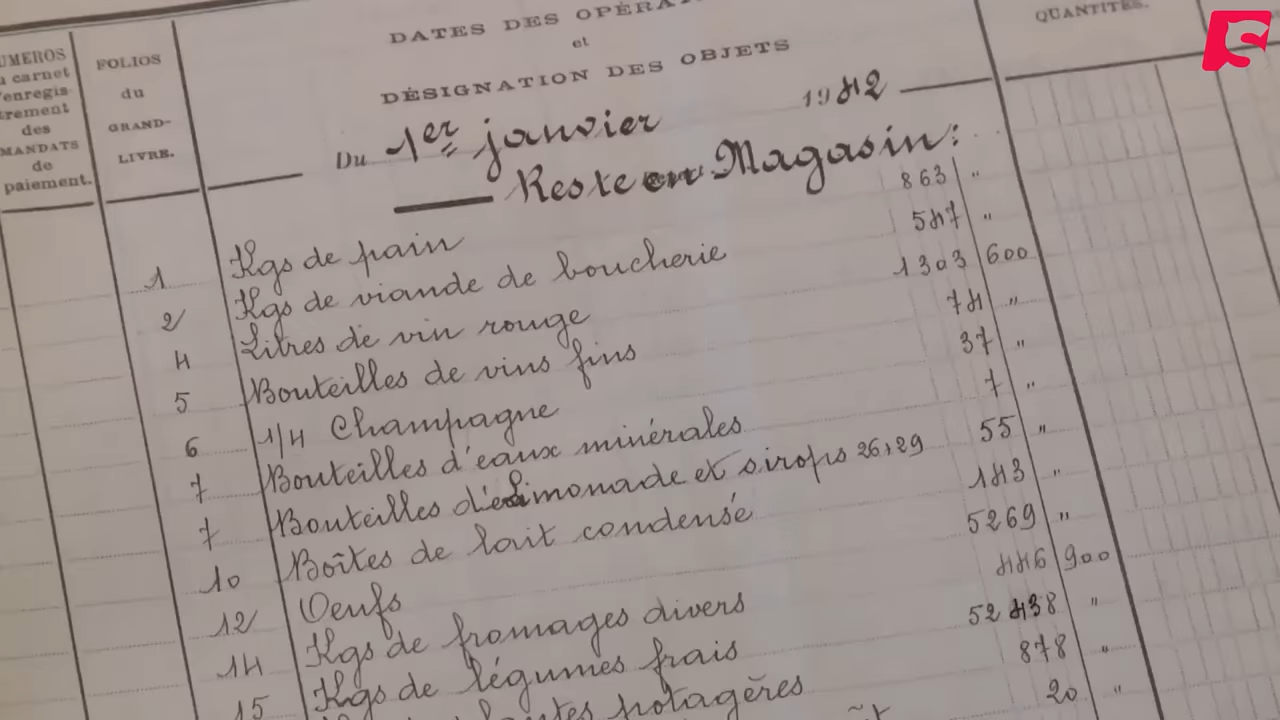 NUMEROS
du carnet
d'enregis-
trement
des
MANDATS
de
paiement.
FOLIOS
du
GRAND-
LIVRE.
DATES DES
et
DÉSIGNATION DES OBJETS
QUANTITÉS.
Du 1er janvier 1942
Reste en Magasin:
1 Kgs de pain 863 "
2 Kgs de viande de boucherie 547 "
4 Litres de vin rouge 1303 600
5 Bouteilles de vins fins 74 "
6 1/4 Champagne 37 "
7 Bouteilles d'eaux minérales 7 "
7 Bouteilles de limonade et sirops 26,29 55 "
10 Boîtes de lait condensé 143 "
12 Oeufs 5269 "
14 Kgs de fromages divers 446 900
15 Kgs de légumes frais 52438 "
potagères 878 "
20 "